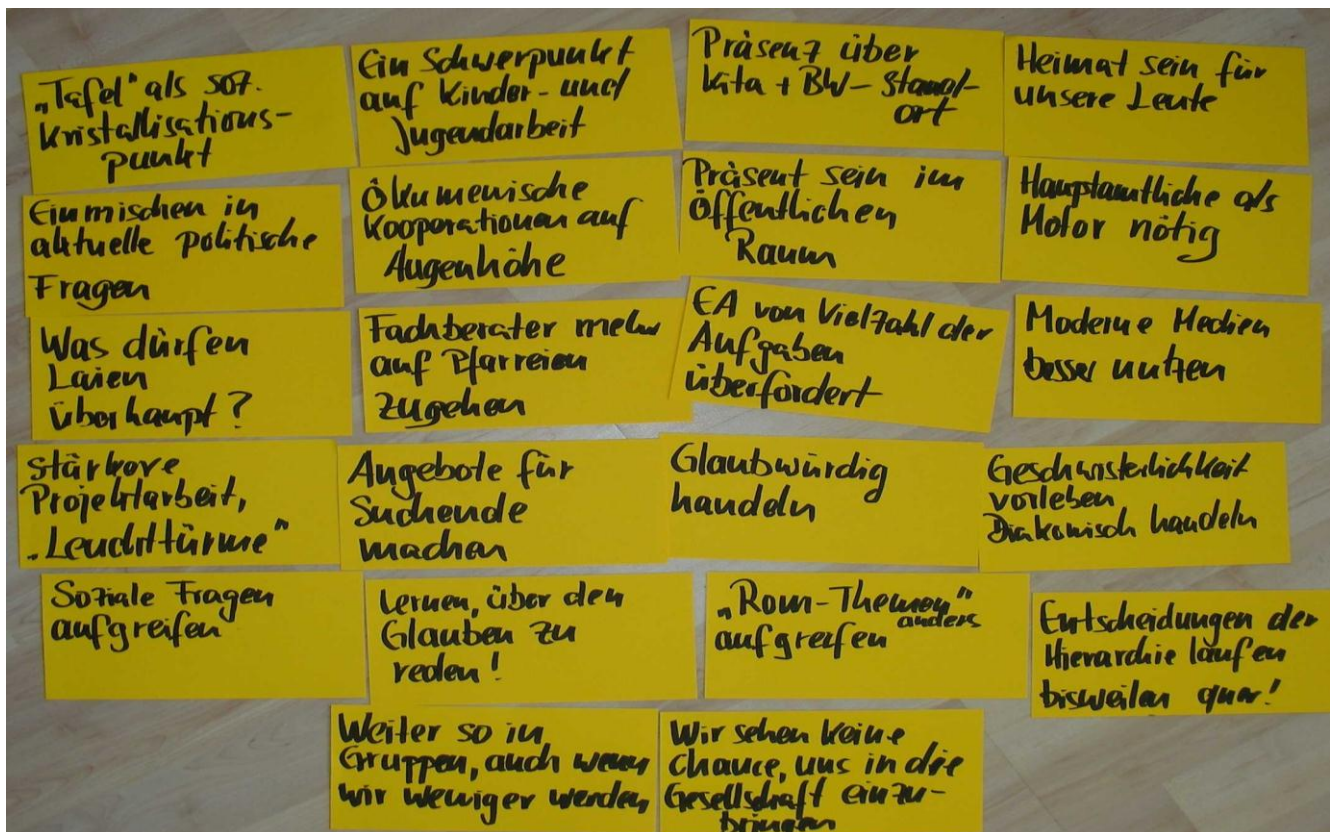 „Tafel" als soz.
Kristallisations-
punkt
Ein Schwerpunkt
auf Kinder- und
Jugendarbeit
Präsenz über
Kita + BW-Stand-
ort
Heimat sein für
unsere Leute
Einmischen in
aktuelle politische
Fragen
Ökumenische
Kooperationen auf
Augenhöhe
Präsent sein im
öffentlichen
Raum
Hauptamtliche als
Motor nötig
Was dürfen
Laien
überhaupt?
Fachberater mehr
auf Pfarreien
zugehen
EA von Vielzahl der
Aufgaben
überfordert
Moderne Medien
besser nutzen
Stärkere
Projektarbeit,
„Leuchttürme"
Angebote für
Suchende
machen
Glaubwürdig
handeln
Geschwisterlichkeit
vorleben
Diakonisch handeln
Soziale Fragen
aufgreifen
Lernen, über den
Glauben zu
reden!
„Rom-Themen"
anders
aufgreifen
Entscheidungen der
Hierarchie laufen
bisweilen quer!
Weiter so in
Gruppen, auch wenn
wir weniger werden
Wir sehen keine
Chance, uns in die
Gesellschaft einzu-
bringen